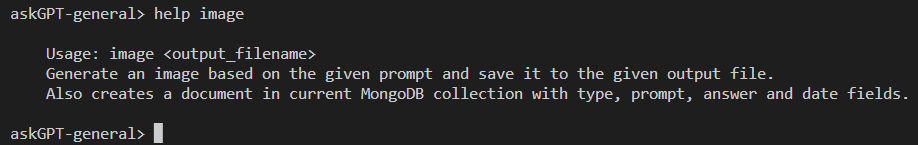 askGPT-general> help image
Usage: image <output_filename>
Generate an image based on the given prompt and save it to the given output file.
Also creates a document in current MongoDB collection with type, prompt, answer and date fields.
askGPT-general>